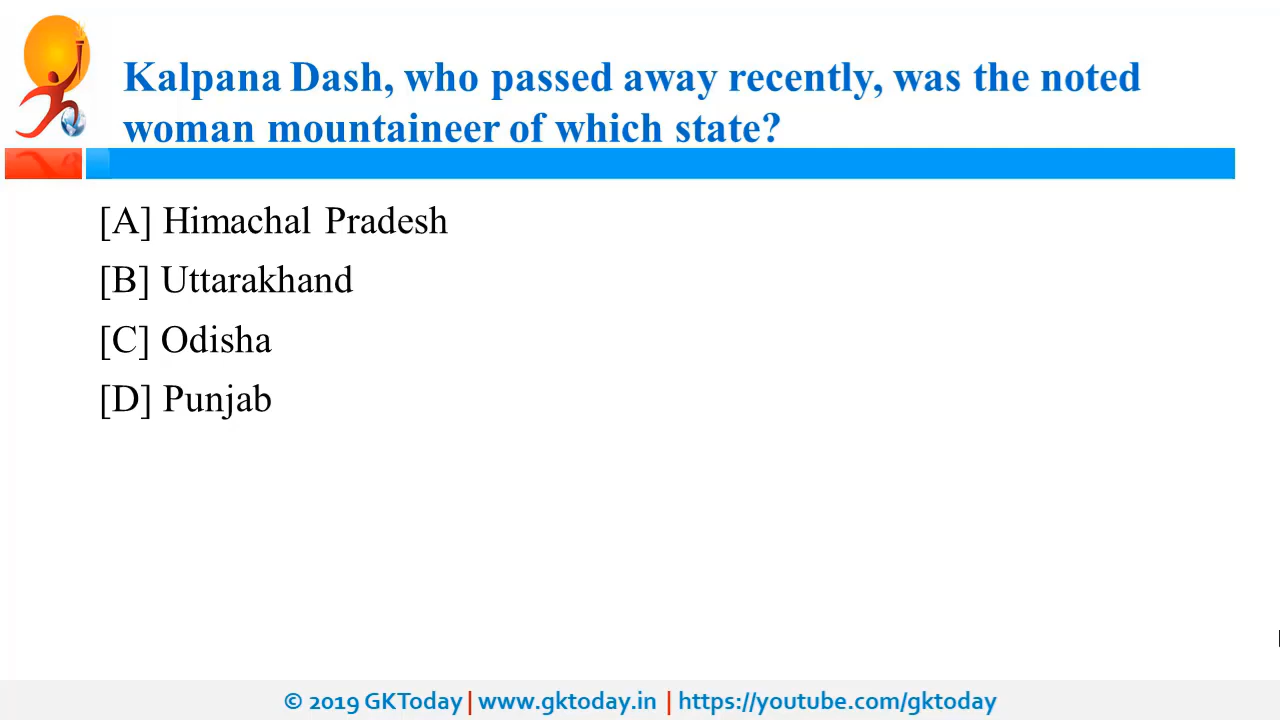 Kalpana Dash, who passed away recently, was the noted
woman mountaineer of which state?
[A] Himachal Pradesh
[B] Uttarakhand
[C] Odisha
[D] Punjab
© 2019 GKToday | www.gktoday.in | https://youtube.com/gktoday